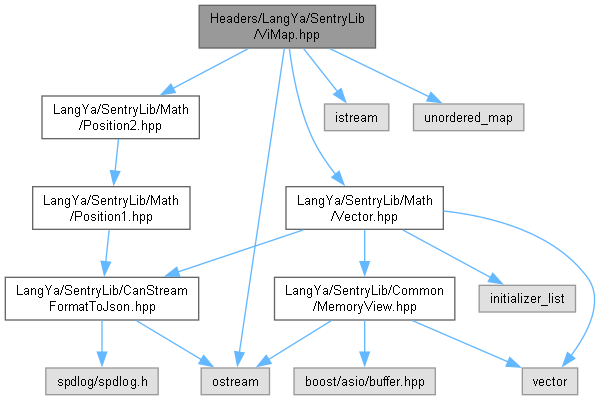 Headers/LangYa/SentryLib
/ViMap.hpp
LangYa/SentryLib/Math
/Position2.hpp
istream
unordered_map
LangYa/SentryLib/Math
/Position1.hpp
LangYa/SentryLib/Math
/Vector.hpp
LangYa/SentryLib/CanStream
FormatToJson.hpp
LangYa/SentryLib/Common
/MemoryView.hpp
initializer_list
spdlog/spdlog.h
ostream
boost/asio/buffer.hpp
vector